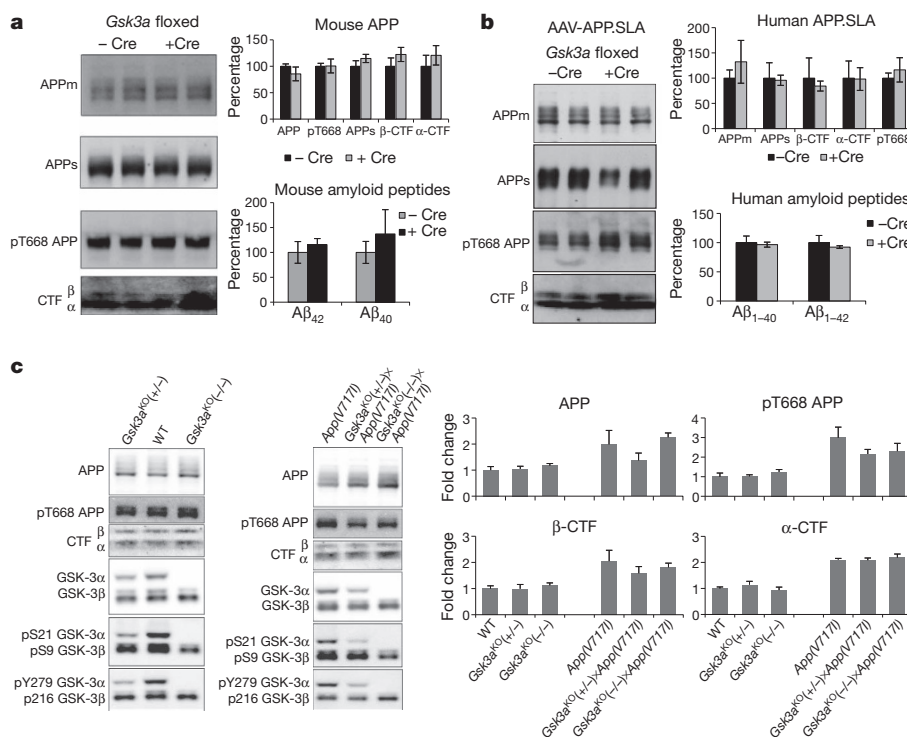 a
Gsk3a floxed
– Cre +Cre
APPm
APPs
pT668 APP
CTF β
α
Mouse APP
Percentage
150
100
50
0
APP pT668 APPs β-CTF α-CTF
– Cre + Cre
Mouse amyloid peptides
Percentage
200
150
100
50
0
– Cre
+ Cre
Aβ42 Aβ40
b
AAV-APP.SLA
Gsk3a floxed
–Cre +Cre
APPm
APPs
pT668 APP
CTF β
α
Human APP.SLA
Percentage
200
150
100
50
0
APPm APPs β-CTF α-CTF pT668
–Cre +Cre
Human amyloid peptides
Percentage
150
100
50
0
–Cre
+Cre
Aβ1–40 Aβ1–42
c
Gsk3aKO(+/–)
WT
Gsk3aKO(–/–)
APP
pT668 APP
CTF β
α
GSK-3α
GSK-3β
pS21 GSK-3α
pS9 GSK-3β
pY279 GSK-3α
p216 GSK-3β
App(V717I)
Gsk3aKO(+/–)×
App(V717I)
Gsk3aKO(–/–)×
App(V717I)
APP
pT668 APP
CTF β
α
GSK-3α
GSK-3β
pS21 GSK-3α
pS9 GSK-3β
pY279 GSK-3α
p216 GSK-3β
APP
Fold change
3
2
1
0
pT668 APP
4
3
2
1
0
β-CTF
Fold change
3
2
1
0
WT
Gsk3aKO(+/–)
Gsk3aKO(–/–)
App(V717I)
Gsk3aKO(+/–)×App(V717I)
Gsk3aKO(–/–)×App(V717I)
α-CTF
3
2
1
0
WT
Gsk3aKO(+/–)
Gsk3aKO(–/–)
App(V717I)
Gsk3aKO(+/–)×App(V717I)
Gsk3aKO(–/–)×App(V717I)